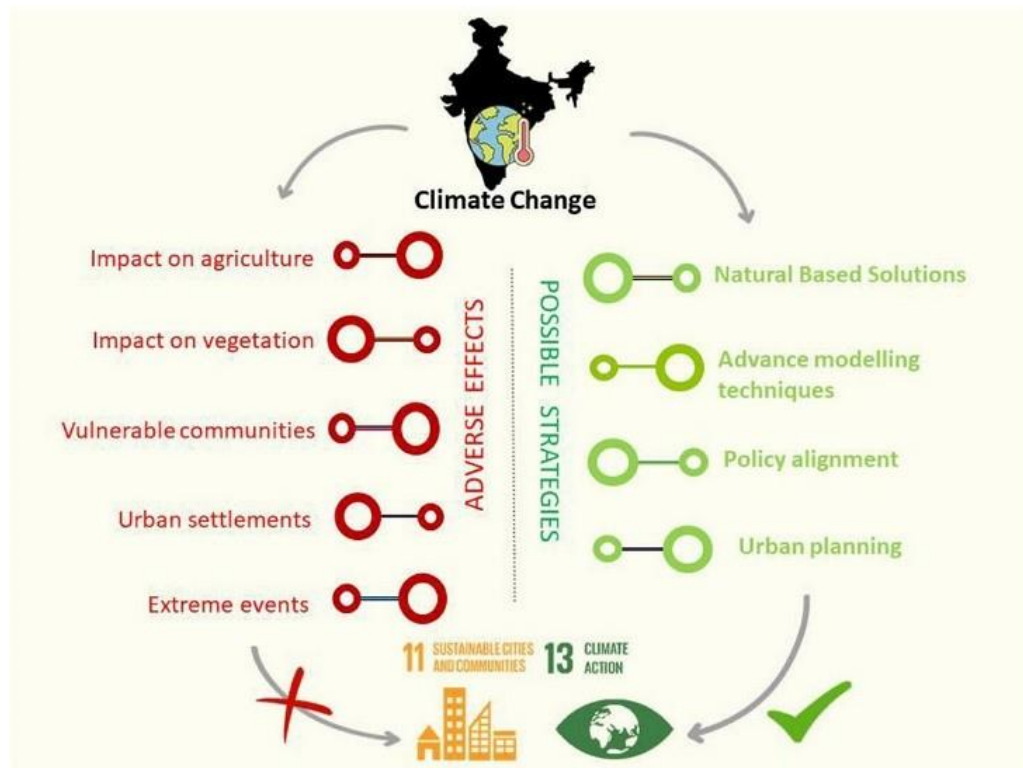 Climate Change
Impact on agriculture
Impact on vegetation
Vulnerable communities
Urban settlements
Extreme events
ADVERSE EFFECTS
POSSIBLE STRATEGIES
Natural Based Solutions
Advance modelling
techniques
Policy alignment
Urban planning
11 SUSTAINABLE CITIES
AND COMMUNITIES
13 CLIMATE
ACTION